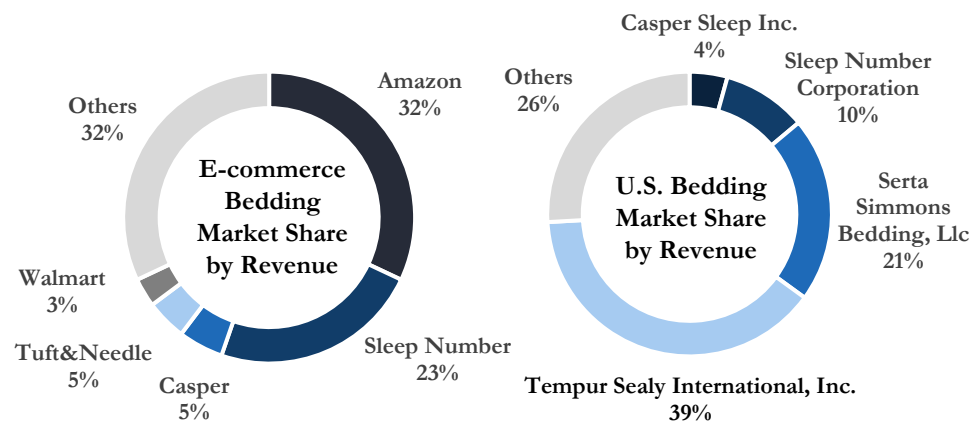 Amazon
32%
Sleep Number
23%
Casper
5%
Tuft&Needle
5%
Walmart
3%
Others
32%
E-commerce
Bedding
Market Share
by Revenue
Casper Sleep Inc.
4%
Sleep Number
Corporation
10%
Serta
Simmons
Bedding, Llc
21%
Tempur Sealy International, Inc.
39%
Others
26%
U.S. Bedding
Market Share
by Revenue